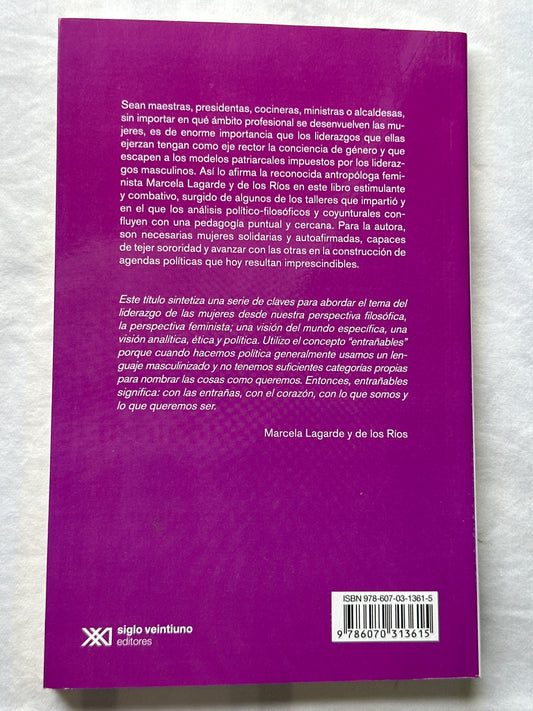 Sean maestras, presidentas, cocineras, ministras o alcaldesas,
sin importar en qué ámbito profesional se desenvuelven las mu-
jeres, es de enorme importancia que los liderazgos que ellas
ejerzan tengan como eje rector la conciencia de género y que
escapen a los modelos patriarcales impuestos por los lideraz-
gos masculinos. Así lo afirma la reconocida antropóloga femi-
nista Marcela Lagarde y de los Ríos en este libro estimulante
y combativo, surgido de algunos de los talleres que impartió y
en el que los análisis político-filosóficos y coyunturales con-
fluyen con una pedagogía puntual y cercana. Para la autora,
son necesarias mujeres solidarias y autoafirmadas, capaces
de tejer sororidad y avanzar con las otras en la construcción de
agendas políticas que hoy resultan imprescindibles.
Este título sintetiza una serie de claves para abordar el tema del
liderazgo de las mujeres desde nuestra perspectiva filosófica,
la perspectiva feminista; una visión del mundo específica, una
visión analítica, ética y política. Utilizo el concepto “entrañables”
porque cuando hacemos política generalmente usamos un len-
guaje masculinizado y no tenemos suficientes categorías propias
para nombrar las cosas como queremos. Entonces, entrañables
significa: con las entrañas, con el corazón, con lo que somos y
lo que queremos ser.
Marcela Lagarde y de los Ríos
ISBN 978-607-03-1361-5
9 786070 313615
siglo veintiuno
editores